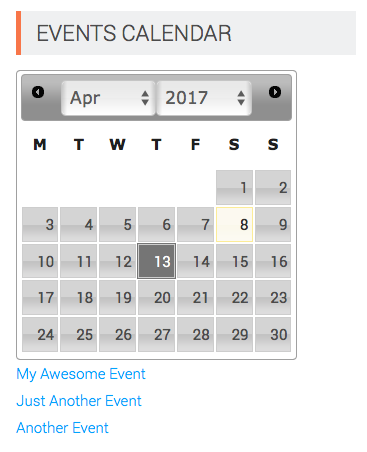 EVENTS CALENDAR
Apr 2017
M T W T F S S
1 2
3 4 5 6 7 8 9
10 11 12 13 14 15 16
17 18 19 20 21 22 23
24 25 26 27 28 29 30
My Awesome Event
Just Another Event
Another Event